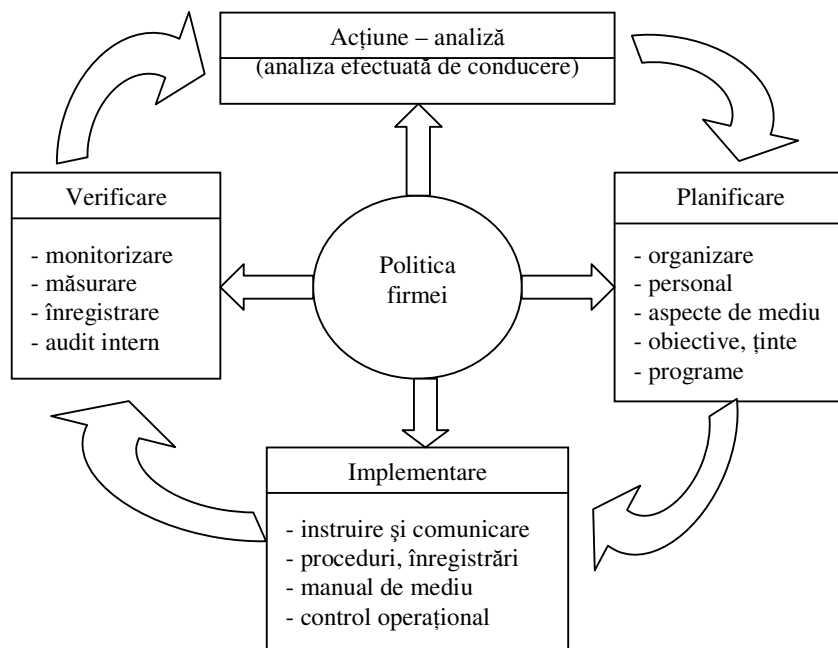 Acțiune – analiză
(analiza efectuată de conducere)
Verificare
- monitorizare
- măsurare
- înregistrare
- audit intern
Politica
firmei
Planificare
- organizare
- personal
- aspecte de mediu
- obiective, ținte
- programe
Implementare
- instruire şi comunicare
- proceduri, înregistrări
- manual de mediu
- control operațional